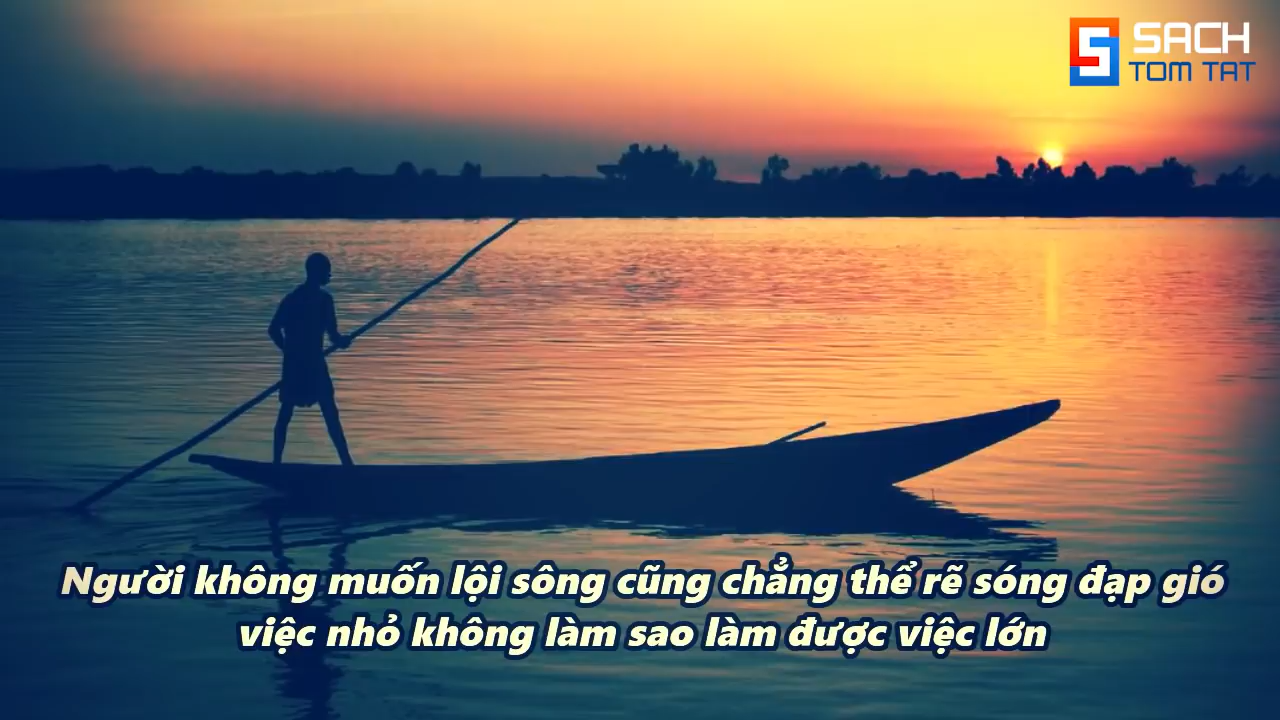 SACH
TOM TAT
Người không muốn lội sông cũng chẳng thể rẽ sóng đạp gió
việc nhỏ không làm sao làm được việc lớn